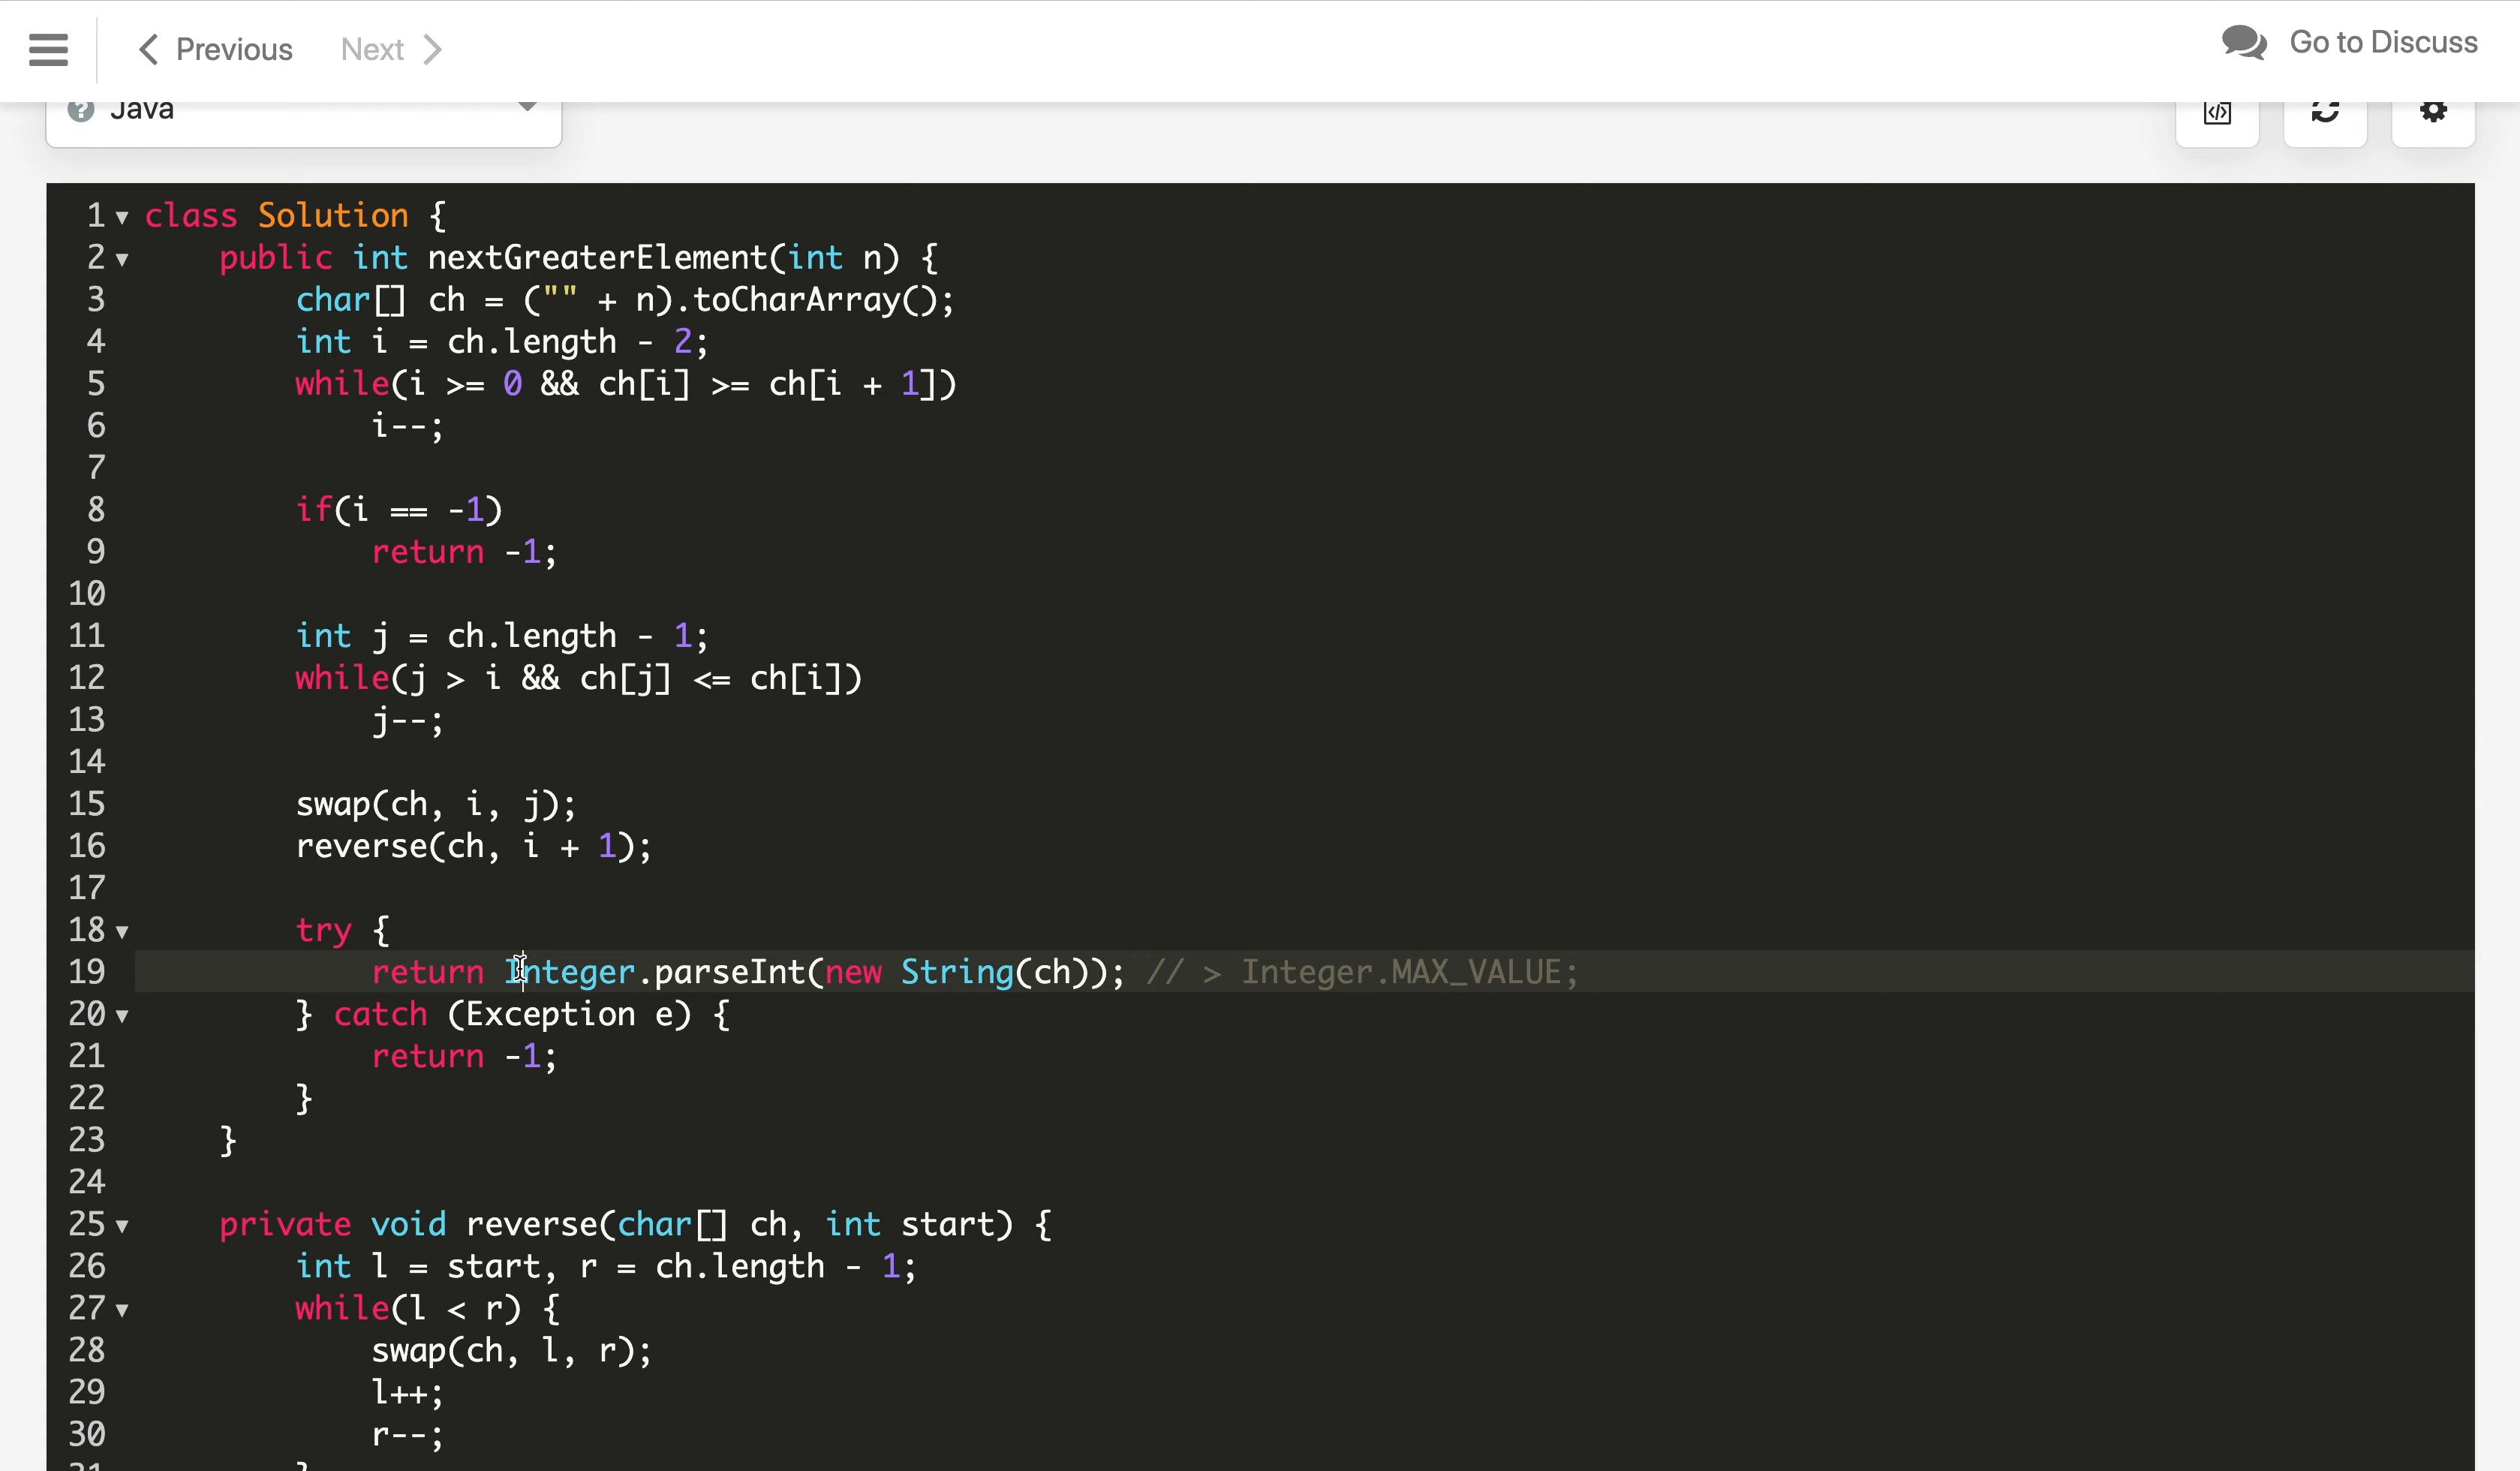 Previous Next Go to Discuss
Java
1 class Solution {
2     public int nextGreaterElement(int n) {
3         char[] ch = ("" + n).toCharArray();
4         int i = ch.length - 2;
5         while(i >= 0 && ch[i] >= ch[i + 1])
6             i--;
7
8         if(i == -1)
9             return -1;
10
11         int j = ch.length - 1;
12         while(j > i && ch[j] <= ch[i])
13             j--;
14
15         swap(ch, i, j);
16         reverse(ch, i + 1);
17
18         try {
19             return Integer.parseInt(new String(ch)); // > Integer.MAX_VALUE;
20         } catch (Exception e) {
21             return -1;
22         }
23     }
24
25     private void reverse(char[] ch, int start) {
26         int l = start, r = ch.length - 1;
27         while(l < r) {
28             swap(ch, l, r);
29             l++;
30             r--;
31         }